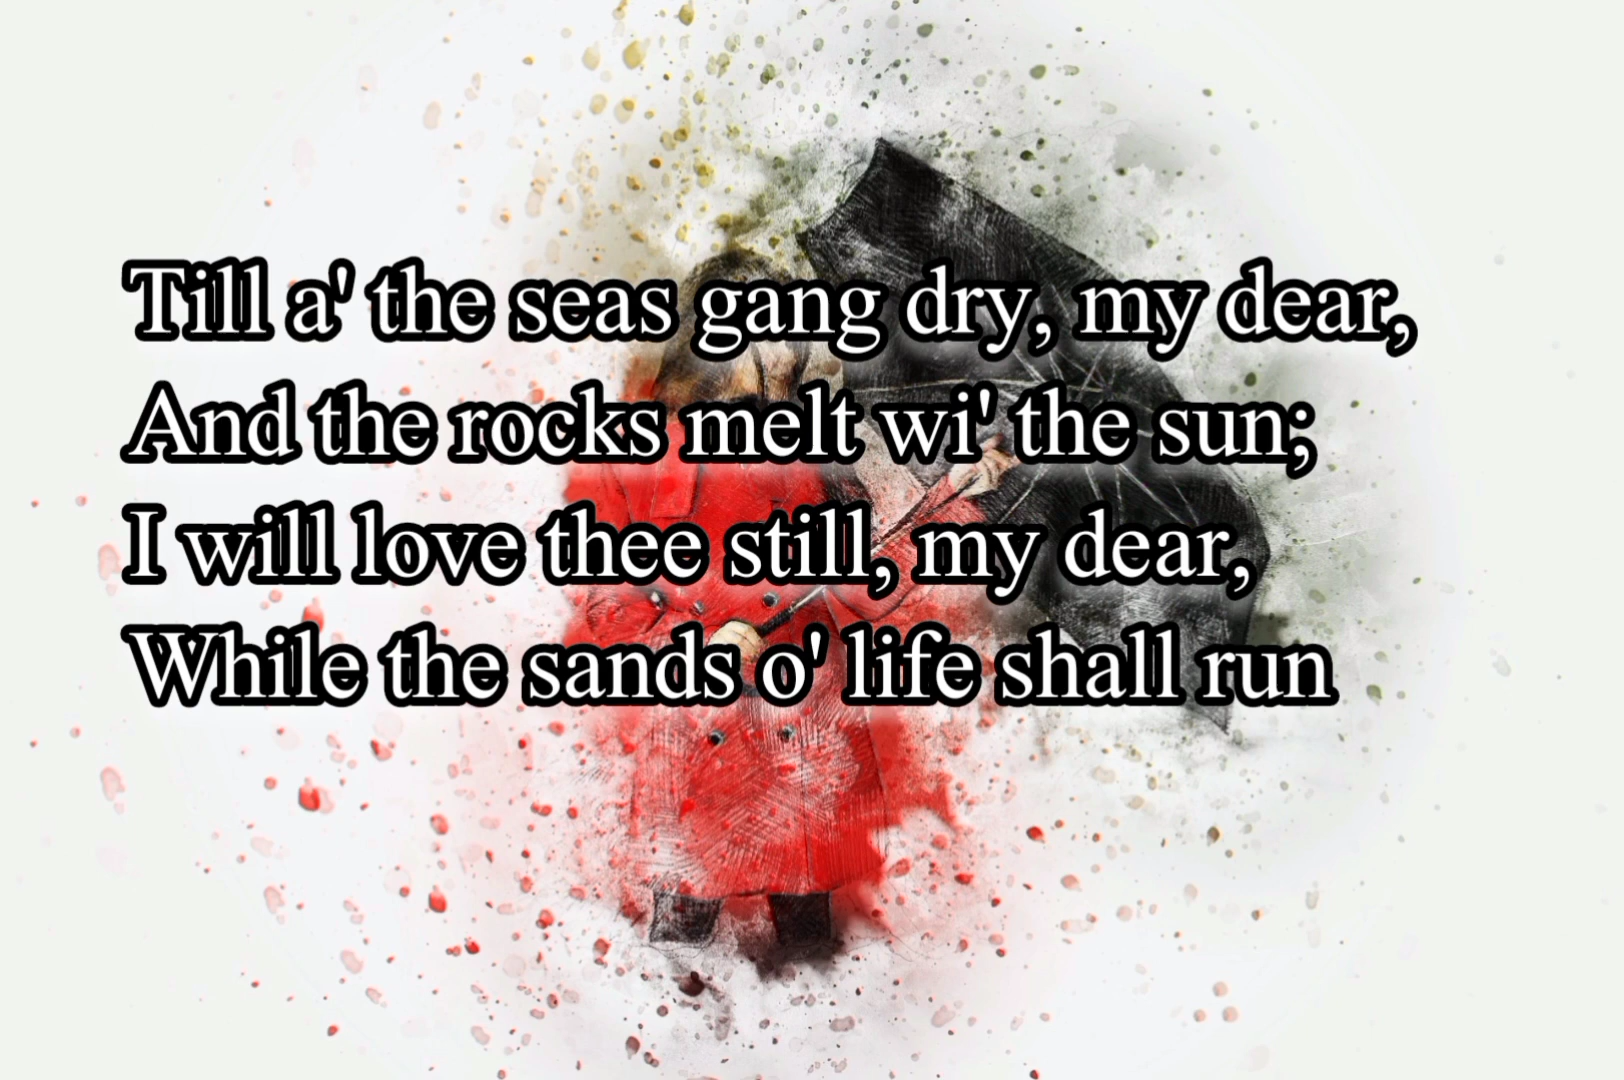 Till a' the seas gang dry, my dear,
And the rocks melt wi' the sun;
I will love thee still, my dear,
While the sands o' life shall run